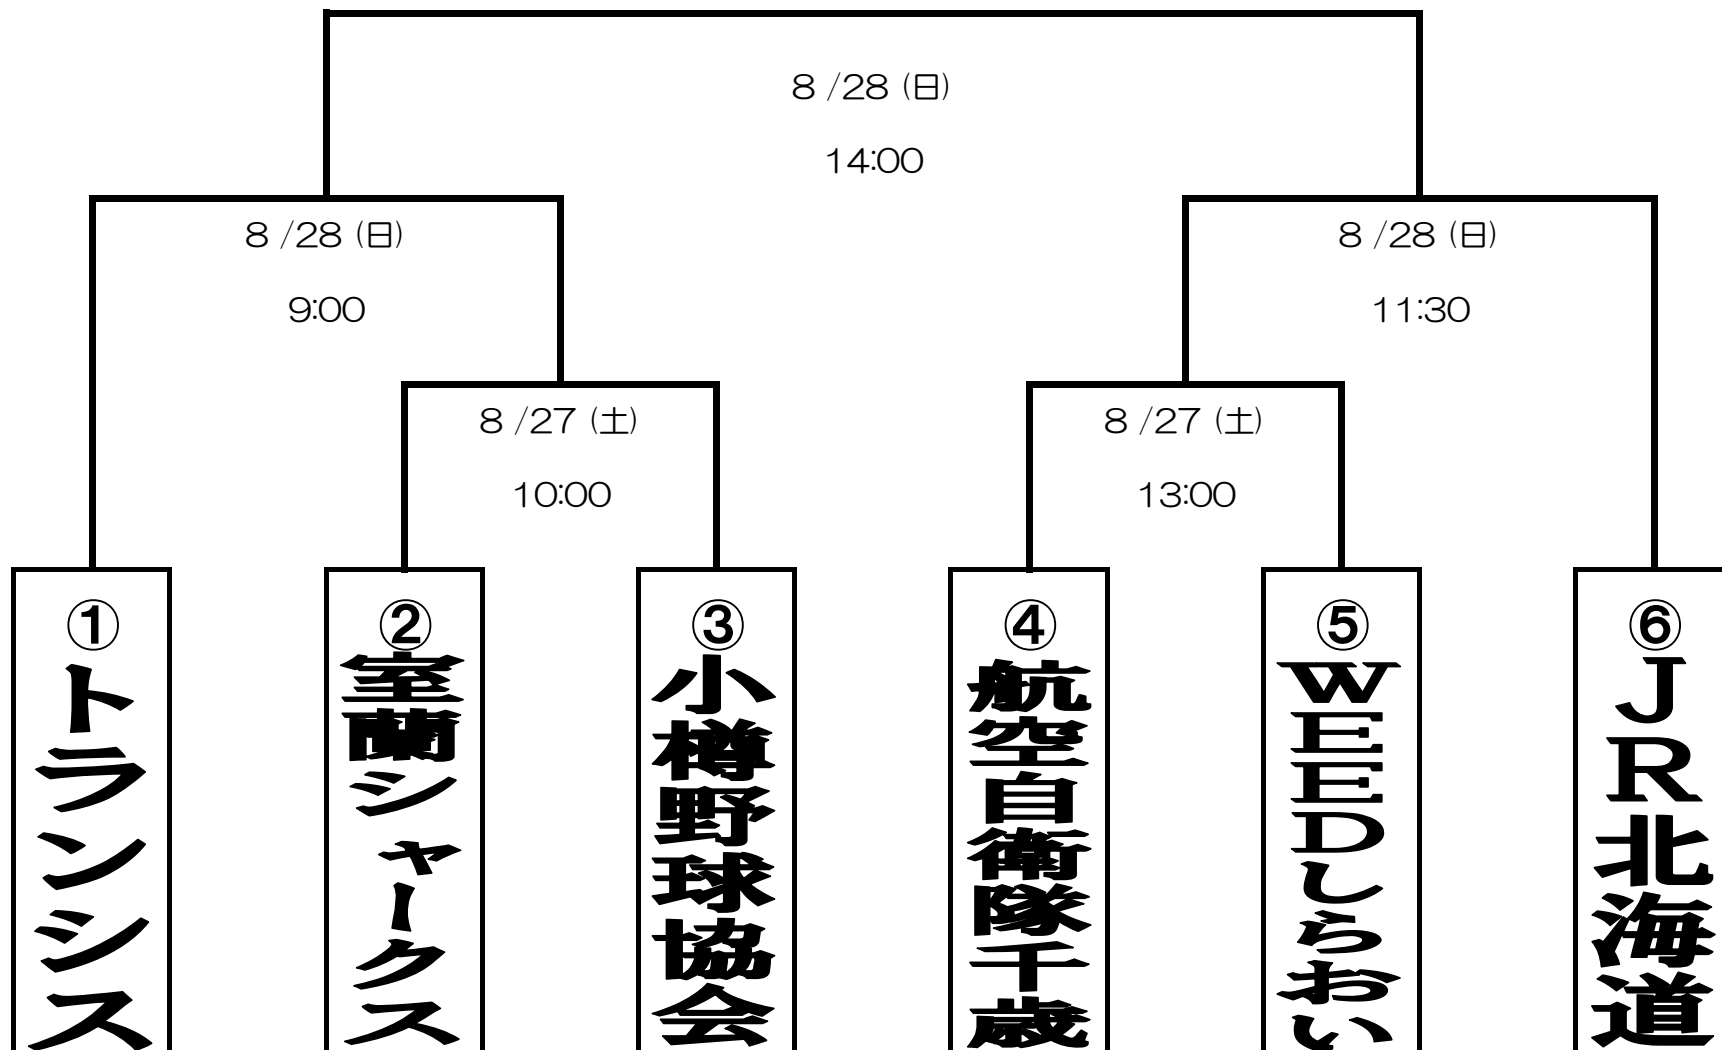 8/28 (日)
14:00
8/28 (日)
9:00
8/28 (日)
11:30
8/27 (土)
10:00
8/27 (土)
13:00
①トランシス
②室蘭シャークス
③小樽野球協会
④航空自衛隊千歳
⑤WEEDしらおい
⑥JR北海道